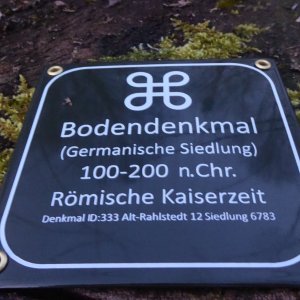 Bodendenkmal
(Germanische Siedlung)
100-200 n.Chr.
Römische Kaiserzeit
Denkmal ID:333 Alt-Rahlstedt 12 Siedlung 6783